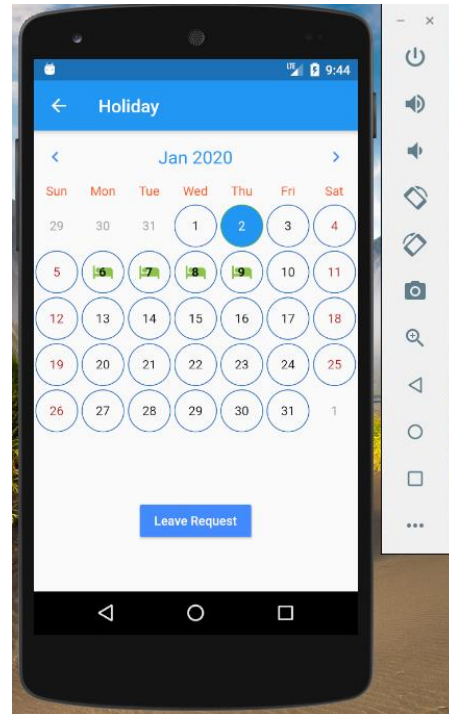 LTE 9:44
Holiday
Jan 2020
Sun Mon Tue Wed Thu Fri Sat
29 30 31 1 2 3 4
5 6 7 8 9 10 11
12 13 14 15 16 17 18
19 20 21 22 23 24 25
26 27 28 29 30 31 1
Leave Request